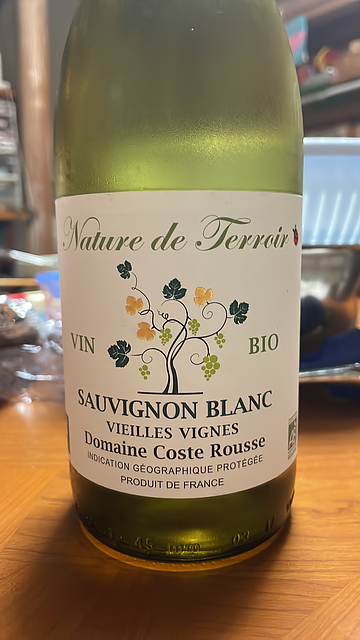 Nature de Terroir
VIN BIO
SAUVIGNON BLANC
VIEILLES VIGNES
Domaine Coste Rousse
INDICATION GÉOGRAPHIQUE PROTÉGÉE
PRODUIT DE FRANCE